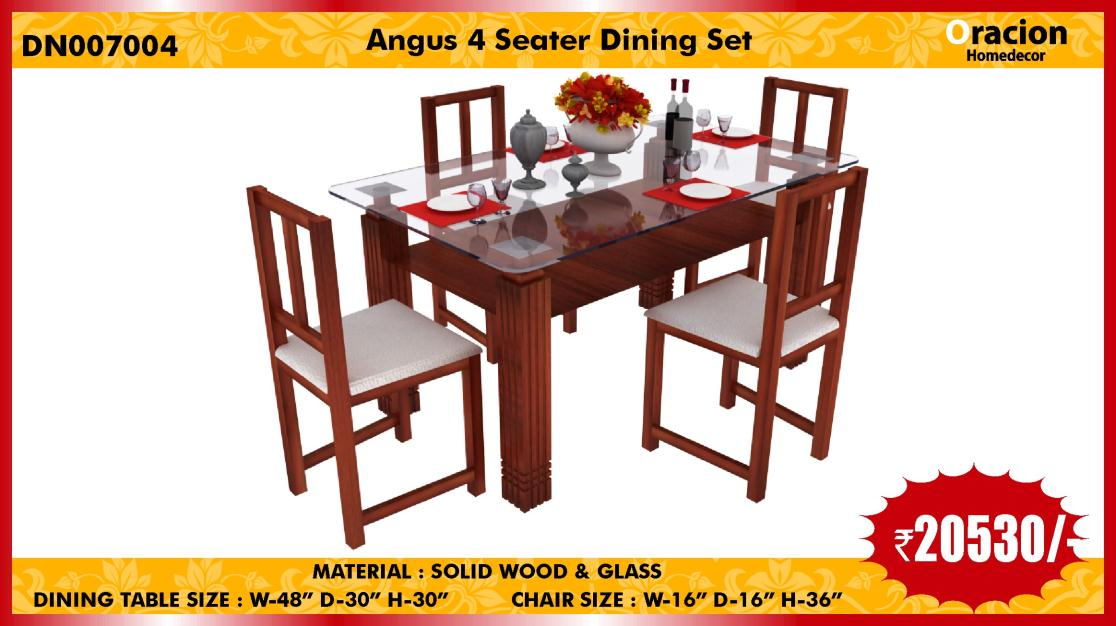 DN007004
Angus 4 Seater Dining Set
Oracion
Homedecor
₹20530/-
MATERIAL : SOLID WOOD & GLASS
DINING TABLE SIZE : W-48” D-30” H-30” CHAIR SIZE : W-16” D-16” H-36”